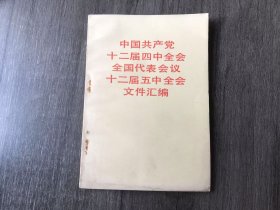 中国共产党
十二届四中全会
全国代表会议
十二届五中全会
文件汇编